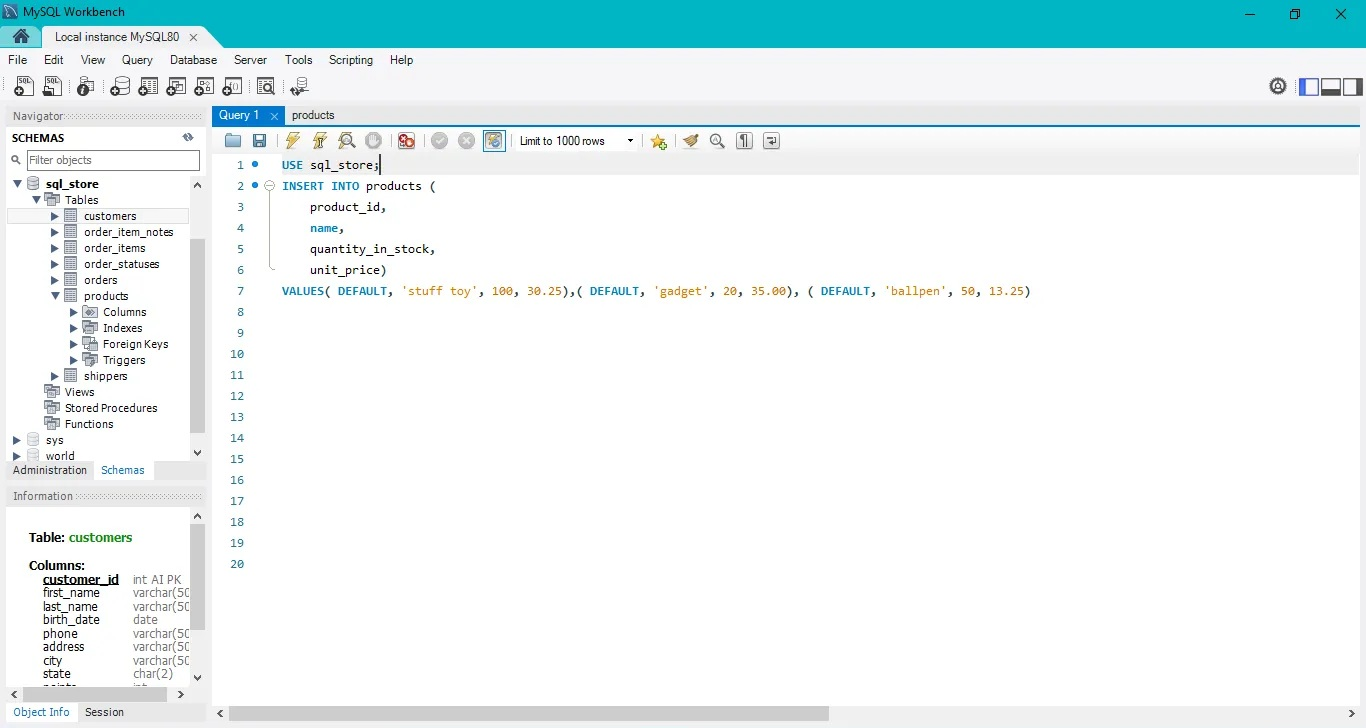 MySQL Workbench
Local instance MySQL80
File Edit View Query Database Server Tools Scripting Help
Navigator
SCHEMAS
Filter objects
sql_store
Tables
customers
order_item_notes
order_items
order_statuses
orders
products
Columns
Indexes
Foreign Keys
Triggers
shippers
Views
Stored Procedures
Functions
sys
world
Administration Schemas
Information
Table: customers
Columns:
customer_id int AI PK
first_name varchar(50
last_name varchar(50
birth_date date
phone varchar(50
address varchar(50
city varchar(50
state char(2)
Object Info Session
Query 1 products
Limit to 1000 rows
1 USE sql_store;
2 INSERT INTO products (
3 product_id,
4 name,
5 quantity_in_stock,
6 unit_price)
7 VALUES( DEFAULT, 'stuff toy', 100, 30.25),( DEFAULT, 'gadget', 20, 35.00), ( DEFAULT, 'ballpen', 50, 13.25)
8
9
10
11
12
13
14
15
16
17
18
19
20